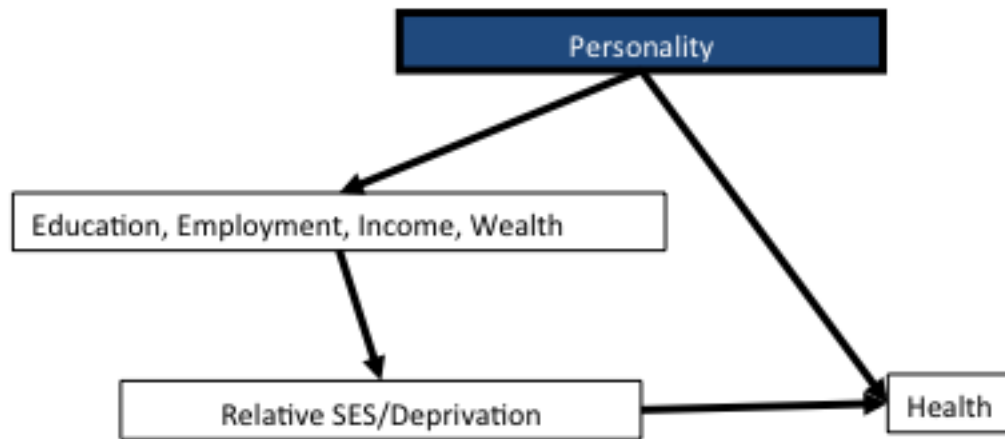 Personality
Education, Employment, Income, Wealth
Relative SES/Deprivation
Health